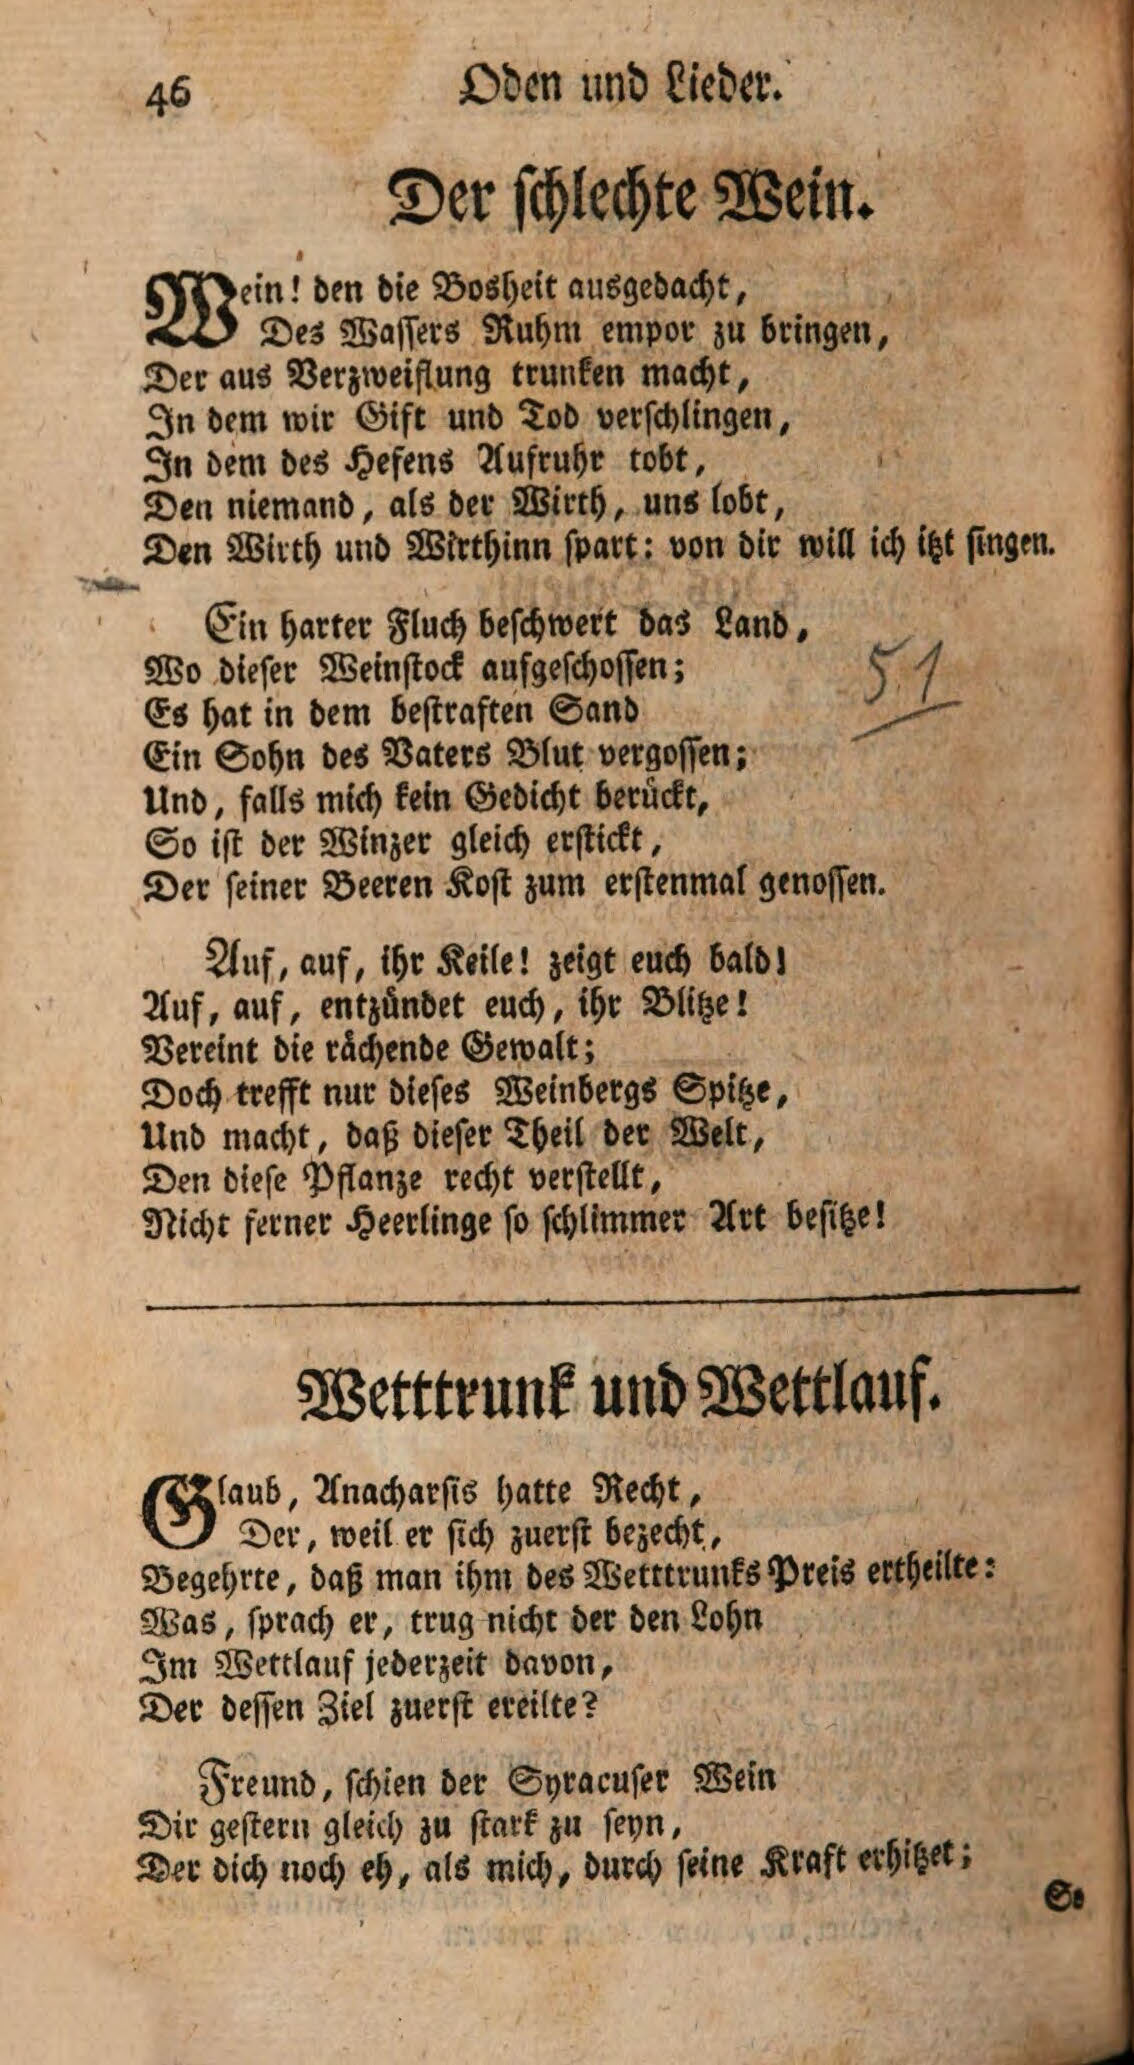 46
Oden und Lieder.
Der schlechte Wein.
Wein! den die Bosheit ausgedacht,
Des Wassers Ruhm empor zu bringen,
Der aus Verzweiflung trunken macht,
In dem wir Gift und Tod verschlingen,
In dem des Hefens Aufruhr tobt,
Den niemand, als der Wirth, uns lobt,
Den Wirth und Wirthinn spart: von dir will ich itzt singen.
Ein harter Fluch beschwert das Land,
Wo dieser Weinstock aufgeschossen;
51
Es hat in dem bestraften Sand
Ein Sohn des Vaters Blut vergossen;
Und, falls mich kein Gedicht berückt,
So ist der Winzer gleich erstickt,
Der seiner Beeren Kost zum erstenmal genossen.
Auf, auf, ihr Keile! zeigt euch bald!
Auf, auf, entzündet euch, ihr Blitze!
Vereint die rächende Gewalt;
Doch trefft nur dieses Weinbergs Spitze,
Und macht, daß dieser Theil der Welt,
Den diese Pflanze recht verstellt,
Nicht ferner Heerlinge so schlimmer Art besitze!
Wetttrunk und Wettlauf.
Glaub, Anacharsis hatte Recht,
Der, weil er sich zuerst bezecht,
Begehrte, daß man ihm des Wetttrunks Preis ertheilte:
Was, sprach er, trug nicht der den Lohn
Im Wettlauf jederzeit davon,
Der dessen Ziel zuerst ereilte?
Freund, schien der Syracuser Wein
Dir gestern gleich zu stark zu seyn,
Der dich noch eh, als mich, durch seine Kraft erhitzet;
So